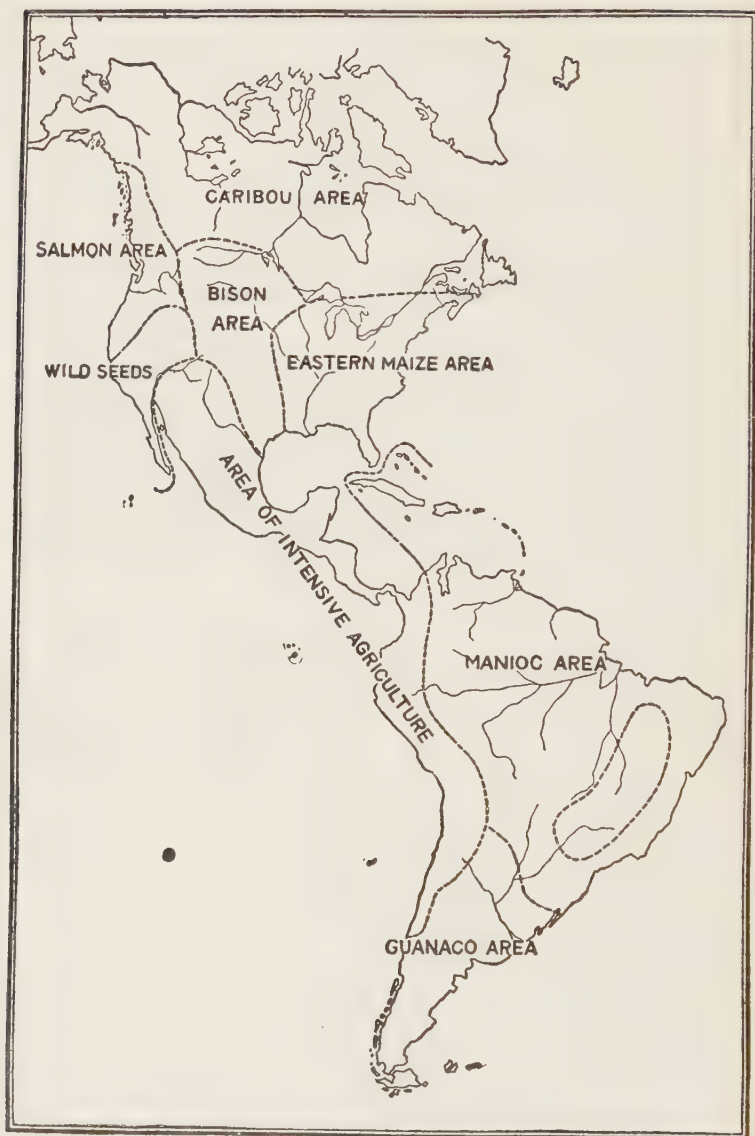 CARIBOU AREA
SALMON AREA
BISON
AREA
EASTERN MAIZE AREA
WILD SEEDS
AREA OF INTENSIVE AGRICULTURE
MANIOC AREA
GUANACO AREA